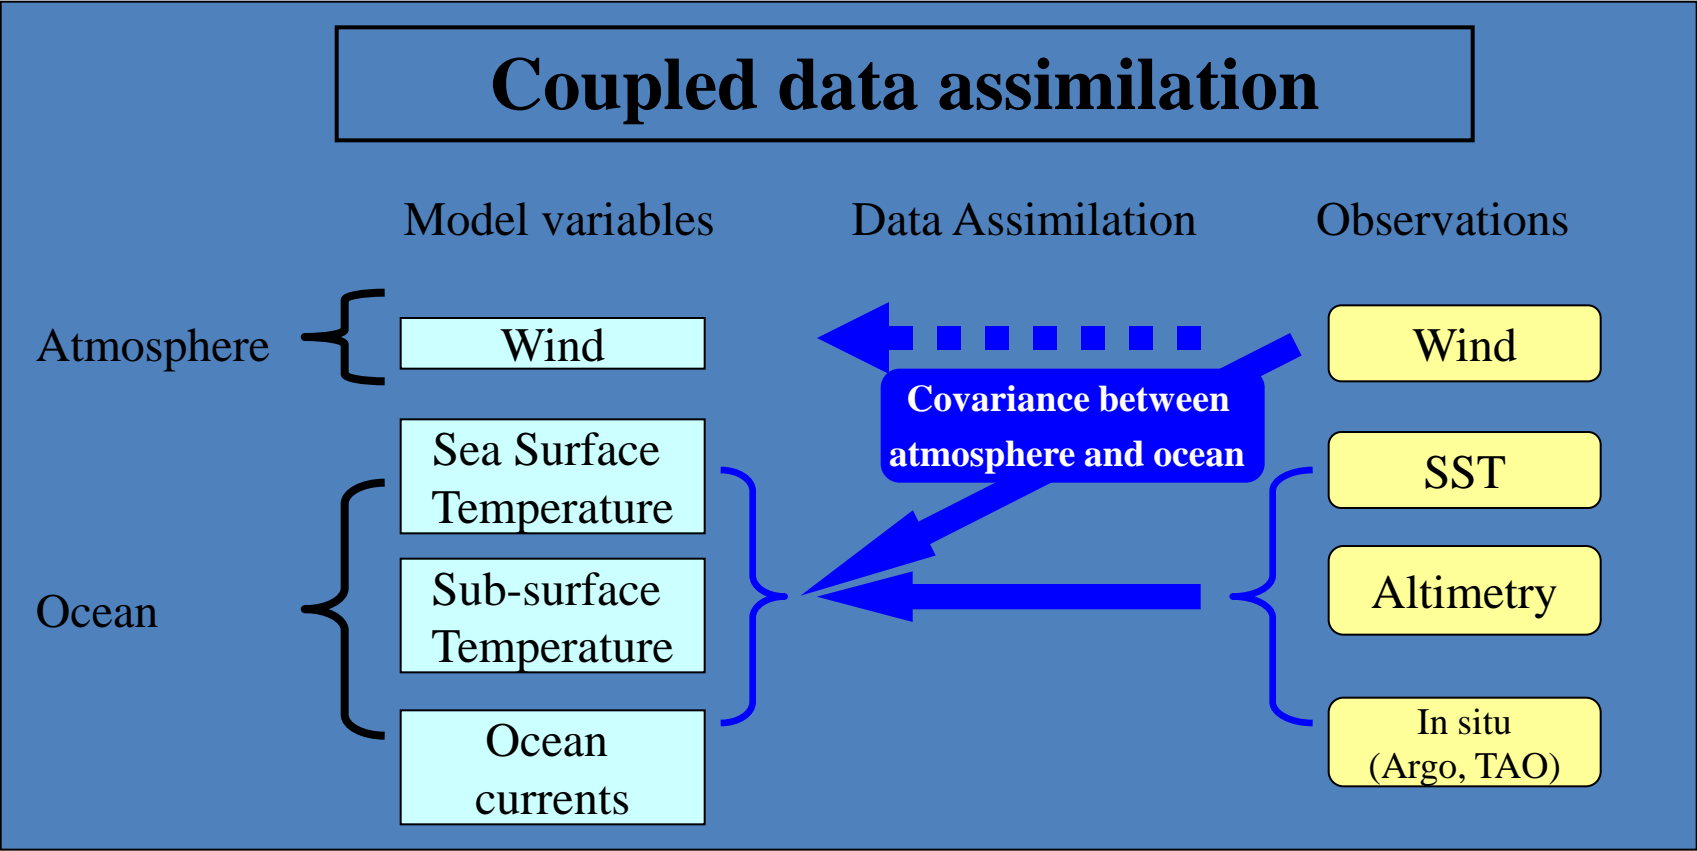 Coupled data assimilation
Model variables
Data Assimilation
Observations
Atmosphere
Wind
Wind
Covariance between
atmosphere and ocean
Sea Surface
Temperature
SST
Ocean
Sub-surface
Temperature
Altimetry
Ocean
currents
In situ
(Argo, TAO)